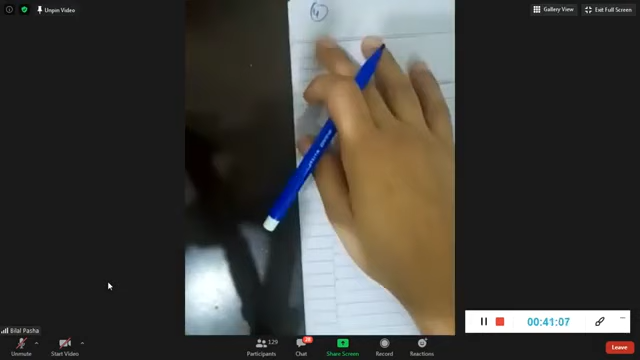 Unpin Video
Gallery View
Exit Full Screen
4
Bilal Pasha
Unmute
Start Video
129
Participants
Chat
Share Screen
Record
Reactions
00:41:07
Leave